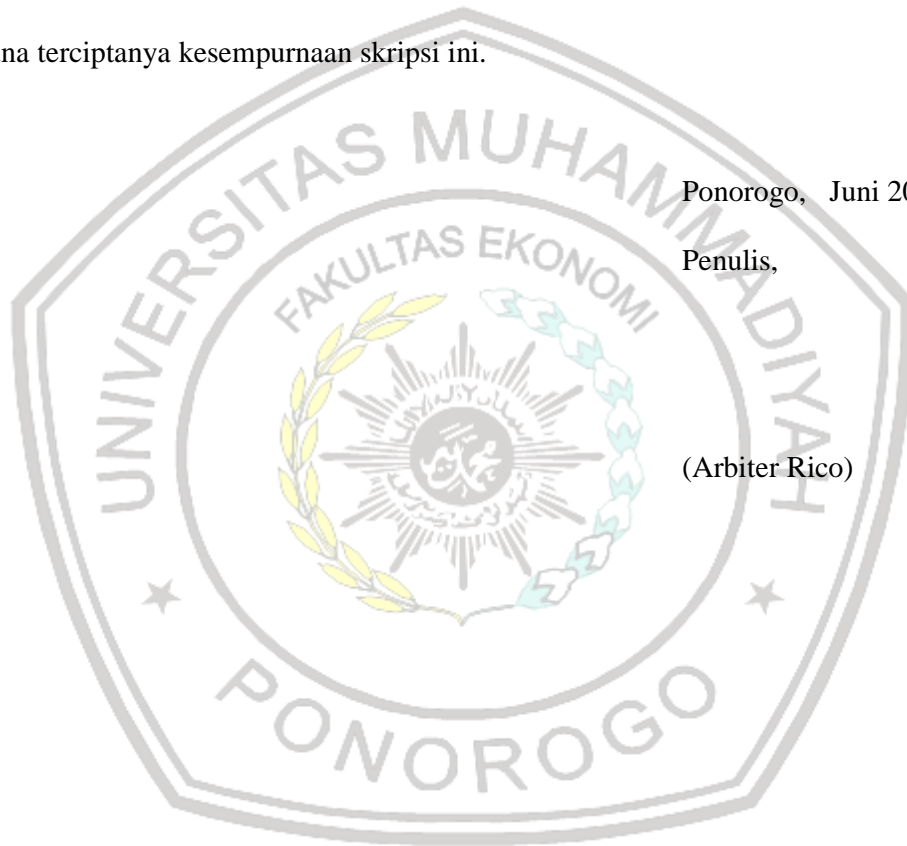 na terciptanya kesempurnaan skripsi ini.
Ponorogo, Juni 20
Penulis,
(Arbiter Rico)
UNIVERSITAS MUHAMMADIYAH
FAKULTAS EKONOMI
PONOROGO